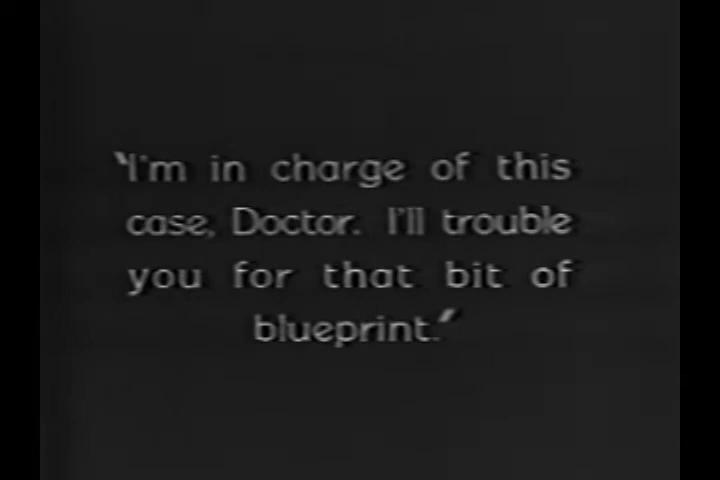 "I'm in charge of this
case, Doctor. I'll trouble
you for that bit of
blueprint."